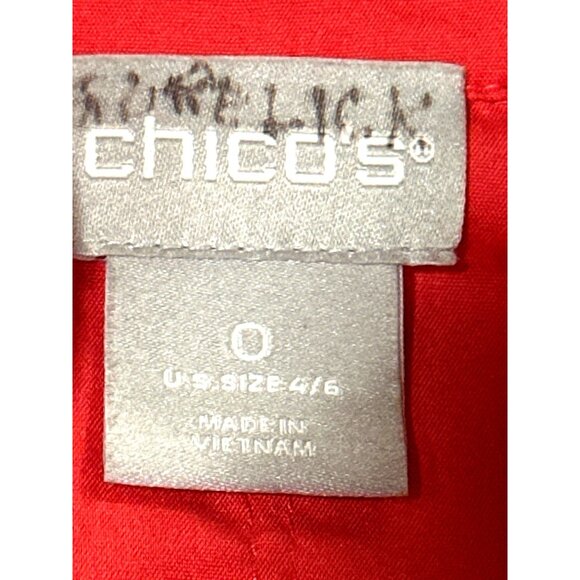 chico's®
0
U.S. SIZE 4/6
MADE IN
VIETNAM